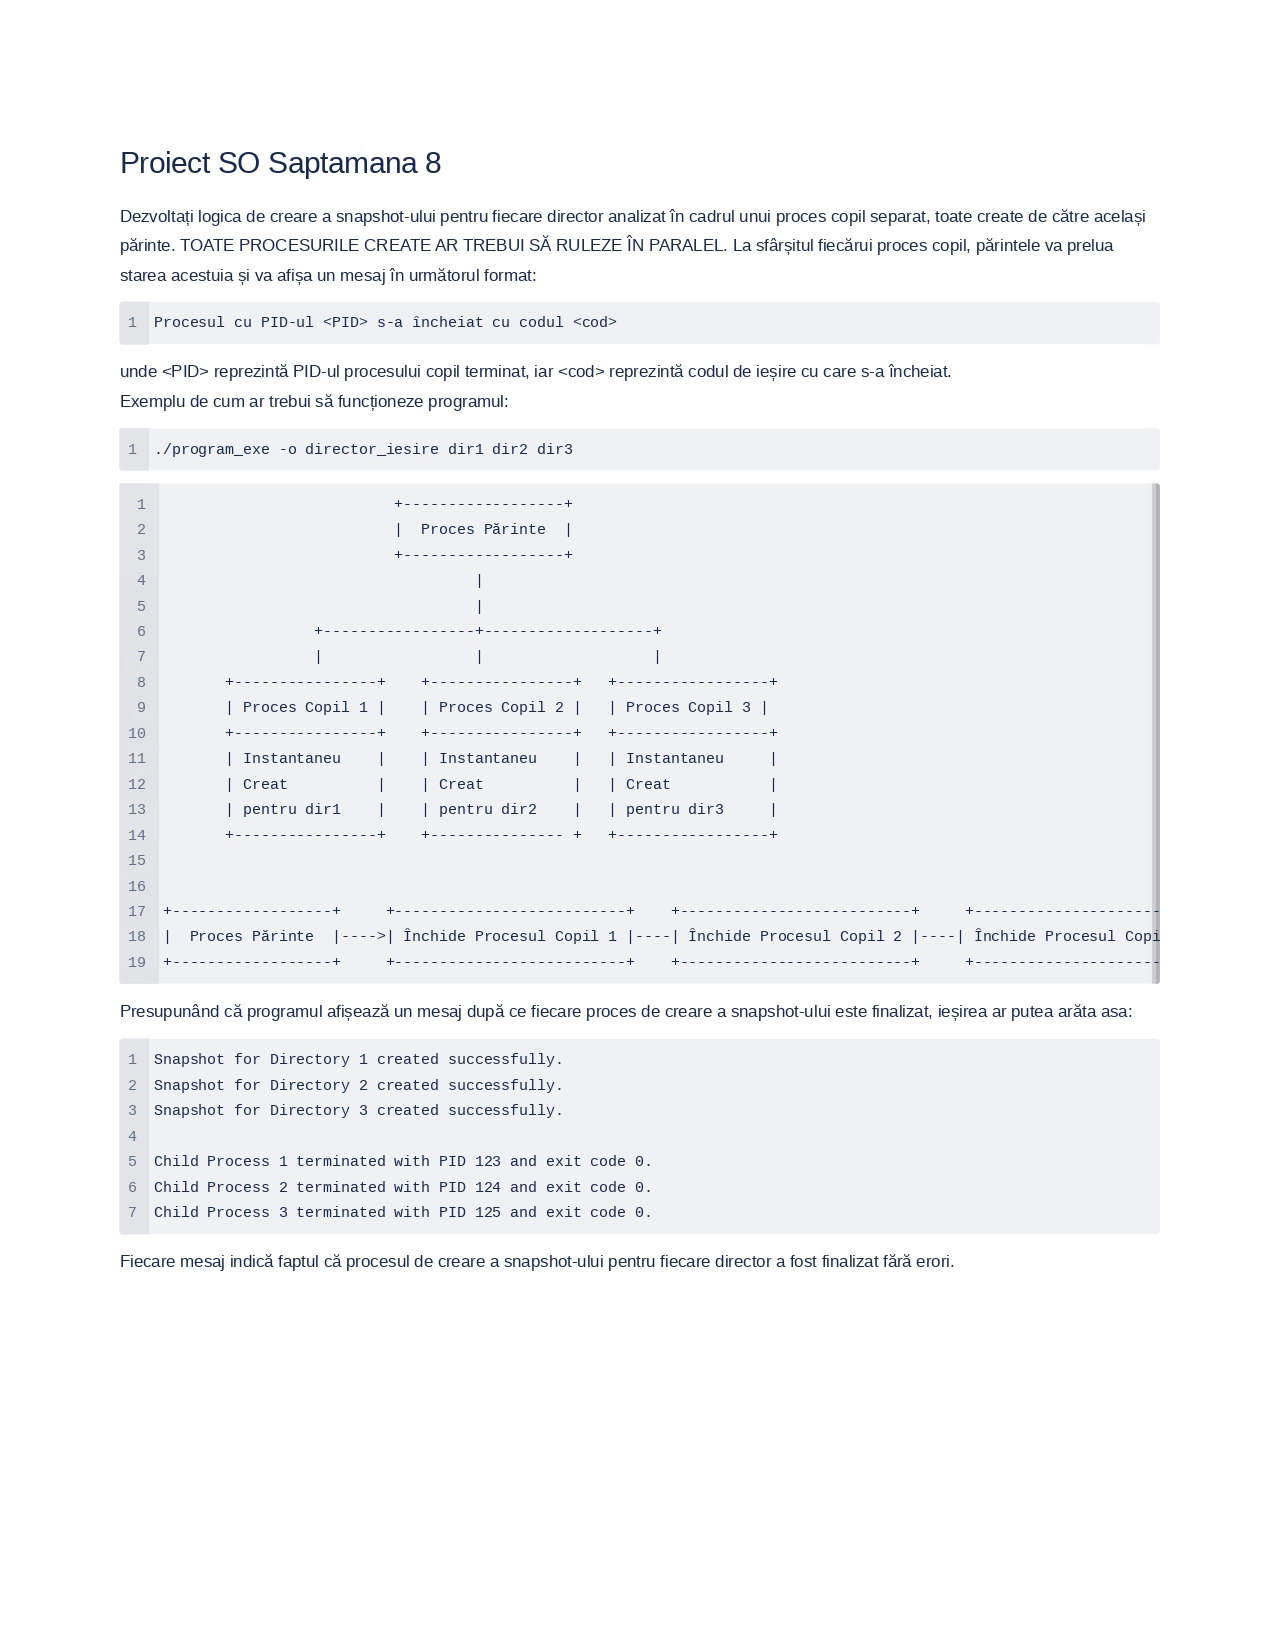 Proiect SO Saptamana 8
Dezvoltați logica de creare a snapshot-ului pentru fiecare director analizat în cadrul unui proces copil separat, toate create de către același
părinte. TOATE PROCESURILE CREATE AR TREBUI SĂ RULEZE ÎN PARALEL. La sfârșitul fiecărui proces copil, părintele va prelua
starea acestuia și va afișa un mesaj în următorul format:
1 Procesul cu PID-ul <PID> s-a încheiat cu codul <cod>
unde <PID> reprezintă PID-ul procesului copil terminat, iar <cod> reprezintă codul de ieșire cu care s-a încheiat.
Exemplu de cum ar trebui să funcționeze programul:
1 ./program_exe -o director_iesire dir1 dir2 dir3
1                           +------------------+
2                           |  Proces Părinte  |
3                           +------------------+
4                                    |
5                                    |
6                  +-----------------+-------------------+
7                  |                 |                   |
8        +----------------+    +----------------+   +-----------------+
9        | Proces Copil 1 |    | Proces Copil 2 |   | Proces Copil 3 |
10       +----------------+    +----------------+   +-----------------+
11       | Instantaneu    |    | Instantaneu    |   | Instantaneu     |
12       | Creat          |    | Creat          |   | Creat           |
13       | pentru dir1    |    | pentru dir2    |   | pentru dir3     |
14       +----------------+    +--------------- +   +-----------------+
15
16
17 +------------------+     +--------------------------+    +--------------------------+     +---------------------
18 |  Proces Părinte  |---->| Închide Procesul Copil 1 |----| Închide Procesul Copil 2 |----| Închide Procesul Copi
19 +------------------+     +--------------------------+    +--------------------------+     +---------------------
Presupunând că programul afișează un mesaj după ce fiecare proces de creare a snapshot-ului este finalizat, ieșirea ar putea arăta asa:
1 Snapshot for Directory 1 created successfully.
2 Snapshot for Directory 2 created successfully.
3 Snapshot for Directory 3 created successfully.
4
5 Child Process 1 terminated with PID 123 and exit code 0.
6 Child Process 2 terminated with PID 124 and exit code 0.
7 Child Process 3 terminated with PID 125 and exit code 0.
Fiecare mesaj indică faptul că procesul de creare a snapshot-ului pentru fiecare director a fost finalizat fără erori.